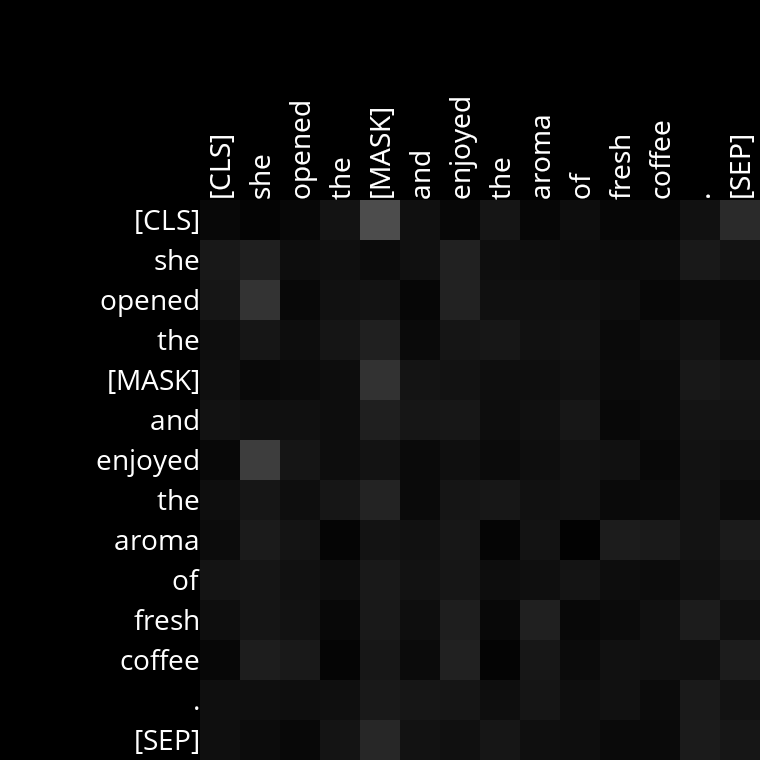 [CLS] she opened the [MASK] and enjoyed the aroma of fresh coffee . [SEP]
[CLS]
she
opened
the
[MASK]
and
enjoyed
the
aroma
of
fresh
coffee
.
[SEP]